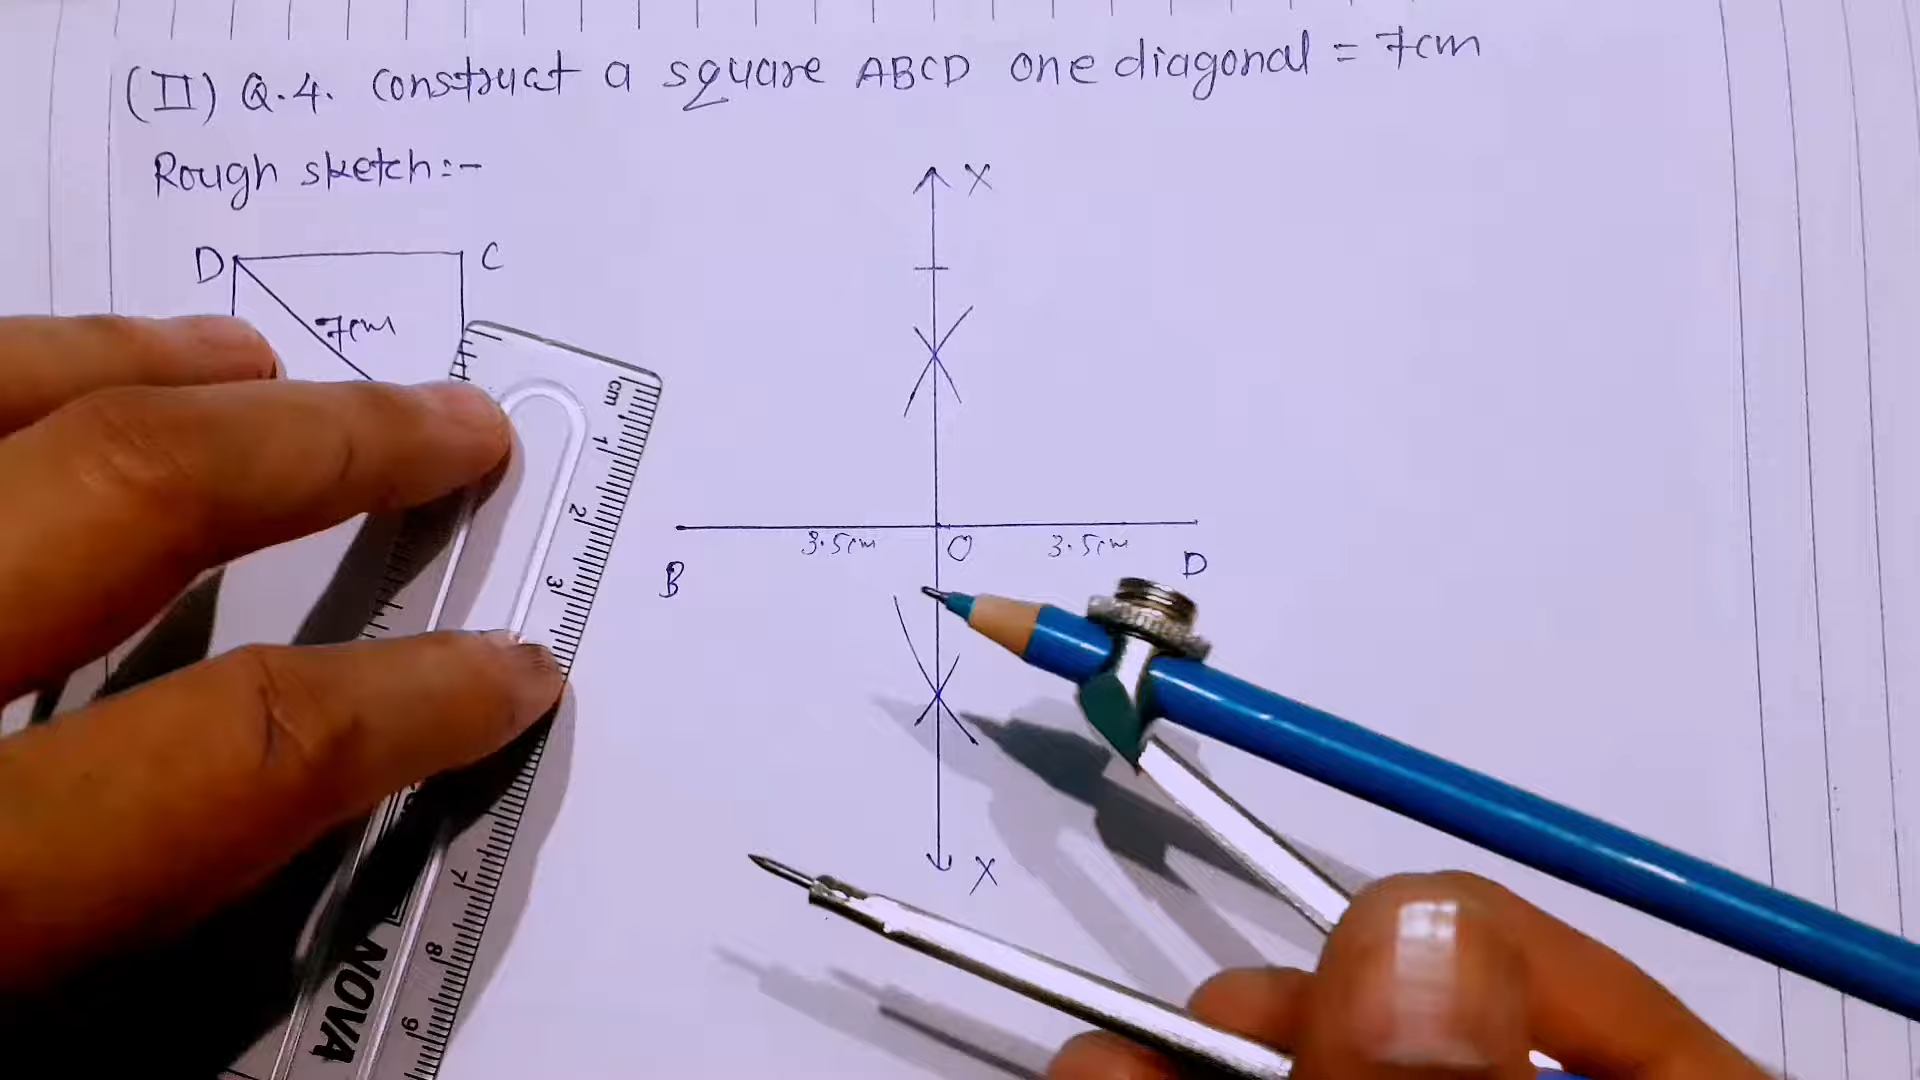 (II) Q.4. Construct a square ABCD one diagonal = 7cm
Rough sketch:-
X
D C
7cm
3.5cm O 3.5cm
B D
X
cm 1 2 3 7 8 9
NOVA